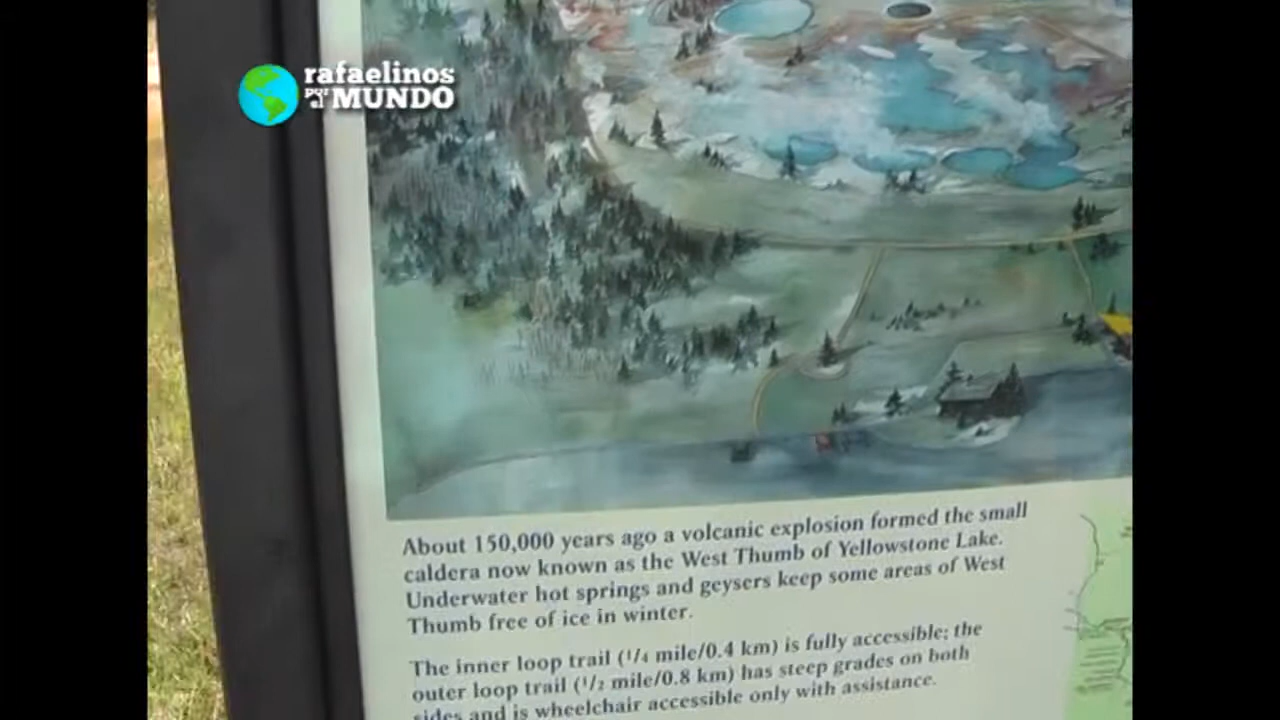 rafaelinos
POR EL MUNDO
About 150,000 years ago a volcanic explosion formed the small
caldera now known as the West Thumb of Yellowstone Lake.
Underwater hot springs and geysers keep some areas of West
Thumb free of ice in winter.
The inner loop trail (1/4 mile/0.4 km) is fully accessible; the
outer loop trail (1/2 mile/0.8 km) has steep grades on both
sides and is wheelchair accessible only with assistance.